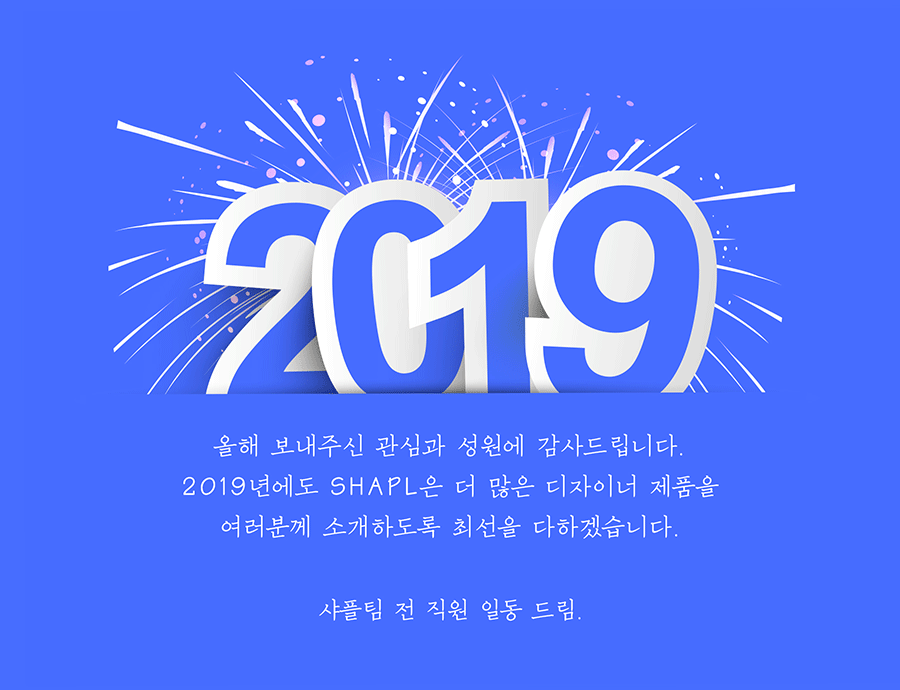 2019
올해 보내주신 관심과 성원에 감사드립니다.
2019년에도 SHAPL은 더 많은 디자이너 제품을
여러분께 소개하도록 최선을 다하겠습니다.
샤플팀 전 직원 일동 드림.